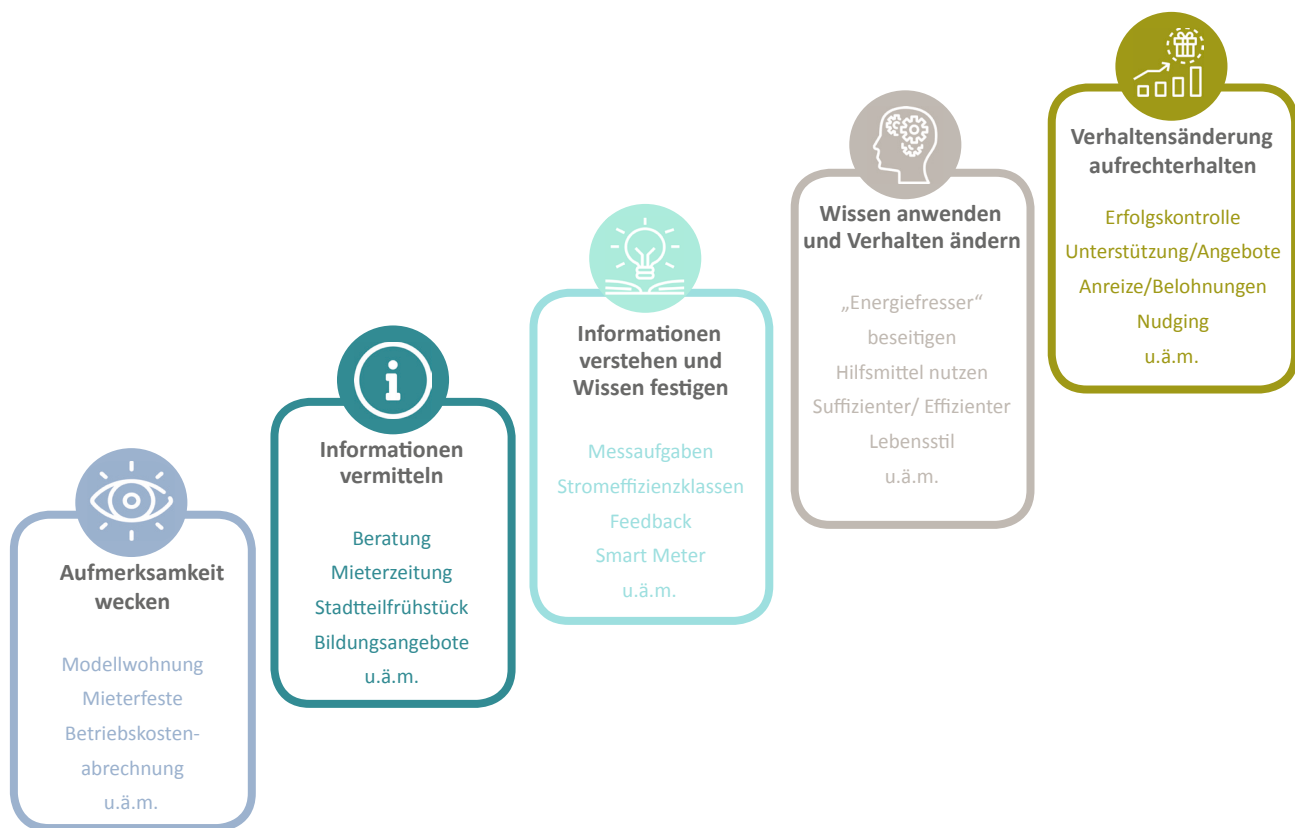 Aufmerksamkeit
wecken
Modellwohnung
Mieterfeste
Betriebskosten-
abrechnung
u.ä.m.
Informationen
vermitteln
Beratung
Mieterzeitung
Stadtteilfrühstück
Bildungsangebote
u.ä.m.
Informationen
verstehen und
Wissen festigen
Messaufgaben
Stromeffizienzklassen
Feedback
Smart Meter
u.ä.m.
Wissen anwenden
und Verhalten ändern
„Energiefresser“
beseitigen
Hilfsmittel nutzen
Suffizienter/ Effizienter
Lebensstil
u.ä.m.
Verhaltensänderung
aufrechterhalten
Erfolgskontrolle
Unterstützung/Angebote
Anreize/Belohnungen
Nudging
u.ä.m.